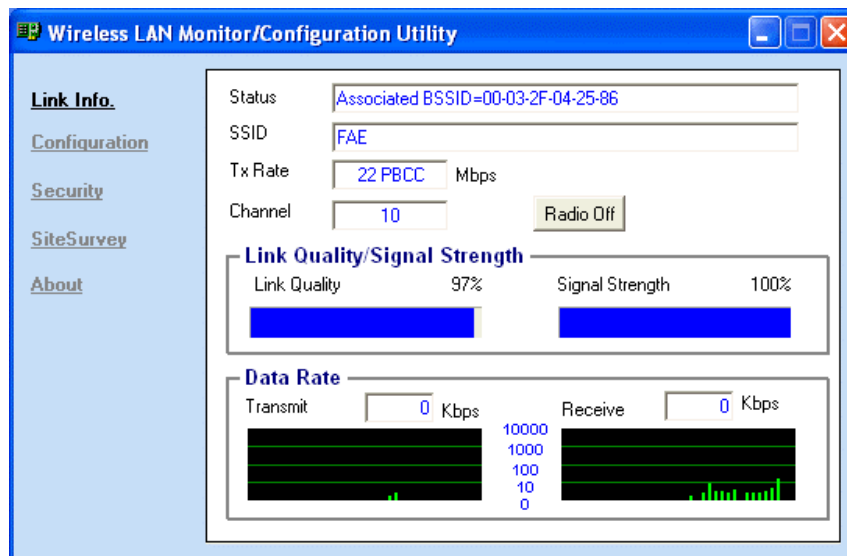 Wireless LAN Monitor/Configuration Utility
Link Info.
Configuration
Security
SiteSurvey
About
Status Associated BSSID=00-03-2F-04-25-86
SSID FAE
Tx Rate 22 PBCC Mbps
Channel 10 Radio Off
Link Quality/Signal Strength
Link Quality 97% Signal Strength 100%
Data Rate
Transmit 0 Kbps Receive 0 Kbps
10000
1000
100
10
0